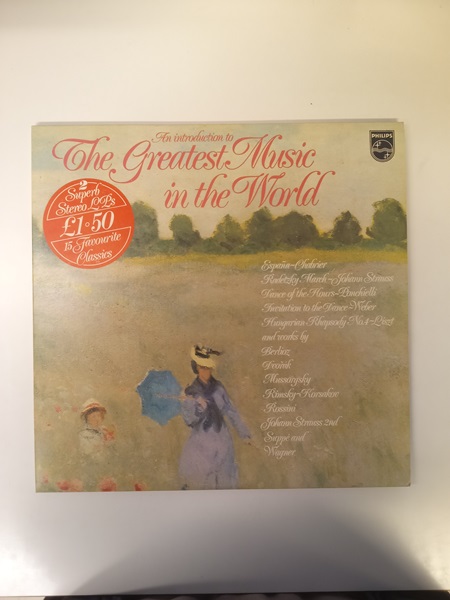 An introduction to
The Greatest Music
in the World
PHILIPS
2
Superb
Stereo LPs
£1·50
15 Favourite
Classics
España-Chabrier
Radetzky March-Johann Strauss
Dance of the Hours-Ponchielli
Invitation to the Dance-Weber
Hungarian Rhapsody No.4-Liszt
and works by
Berlioz
Dvořák
Mussorgsky
Rimsky-Korsakov
Rossini
Johann Strauss 2nd
Suppé and
Wagner